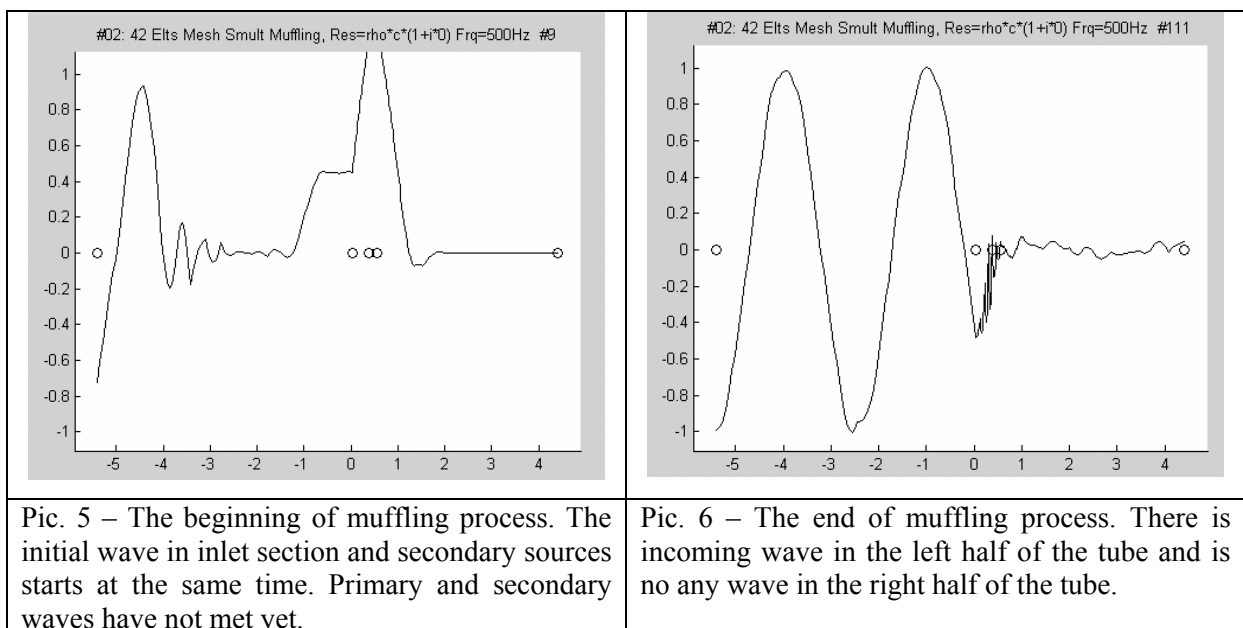 #02: 42 Elts Mesh Smult Muffling, Res=rho*c*(1+i*0) Frq=500Hz #9
1
0.8
0.6
0.4
0.2
0
-0.2
-0.4
-0.6
-0.8
-1
-5 -4 -3 -2 -1 0 1 2 3 4
Pic. 5 – The beginning of muffling process. The
initial wave in inlet section and secondary sources
starts at the same time. Primary and secondary
waves have not met yet.
#02: 42 Elts Mesh Smult Muffling, Res=rho*c*(1+i*0) Frq=500Hz #111
1
0.8
0.6
0.4
0.2
0
-0.2
-0.4
-0.6
-0.8
-1
-5 -4 -3 -2 -1 0 1 2 3 4
Pic. 6 – The end of muffling process. There is
incoming wave in the left half of the tube and is
no any wave in the right half of the tube.